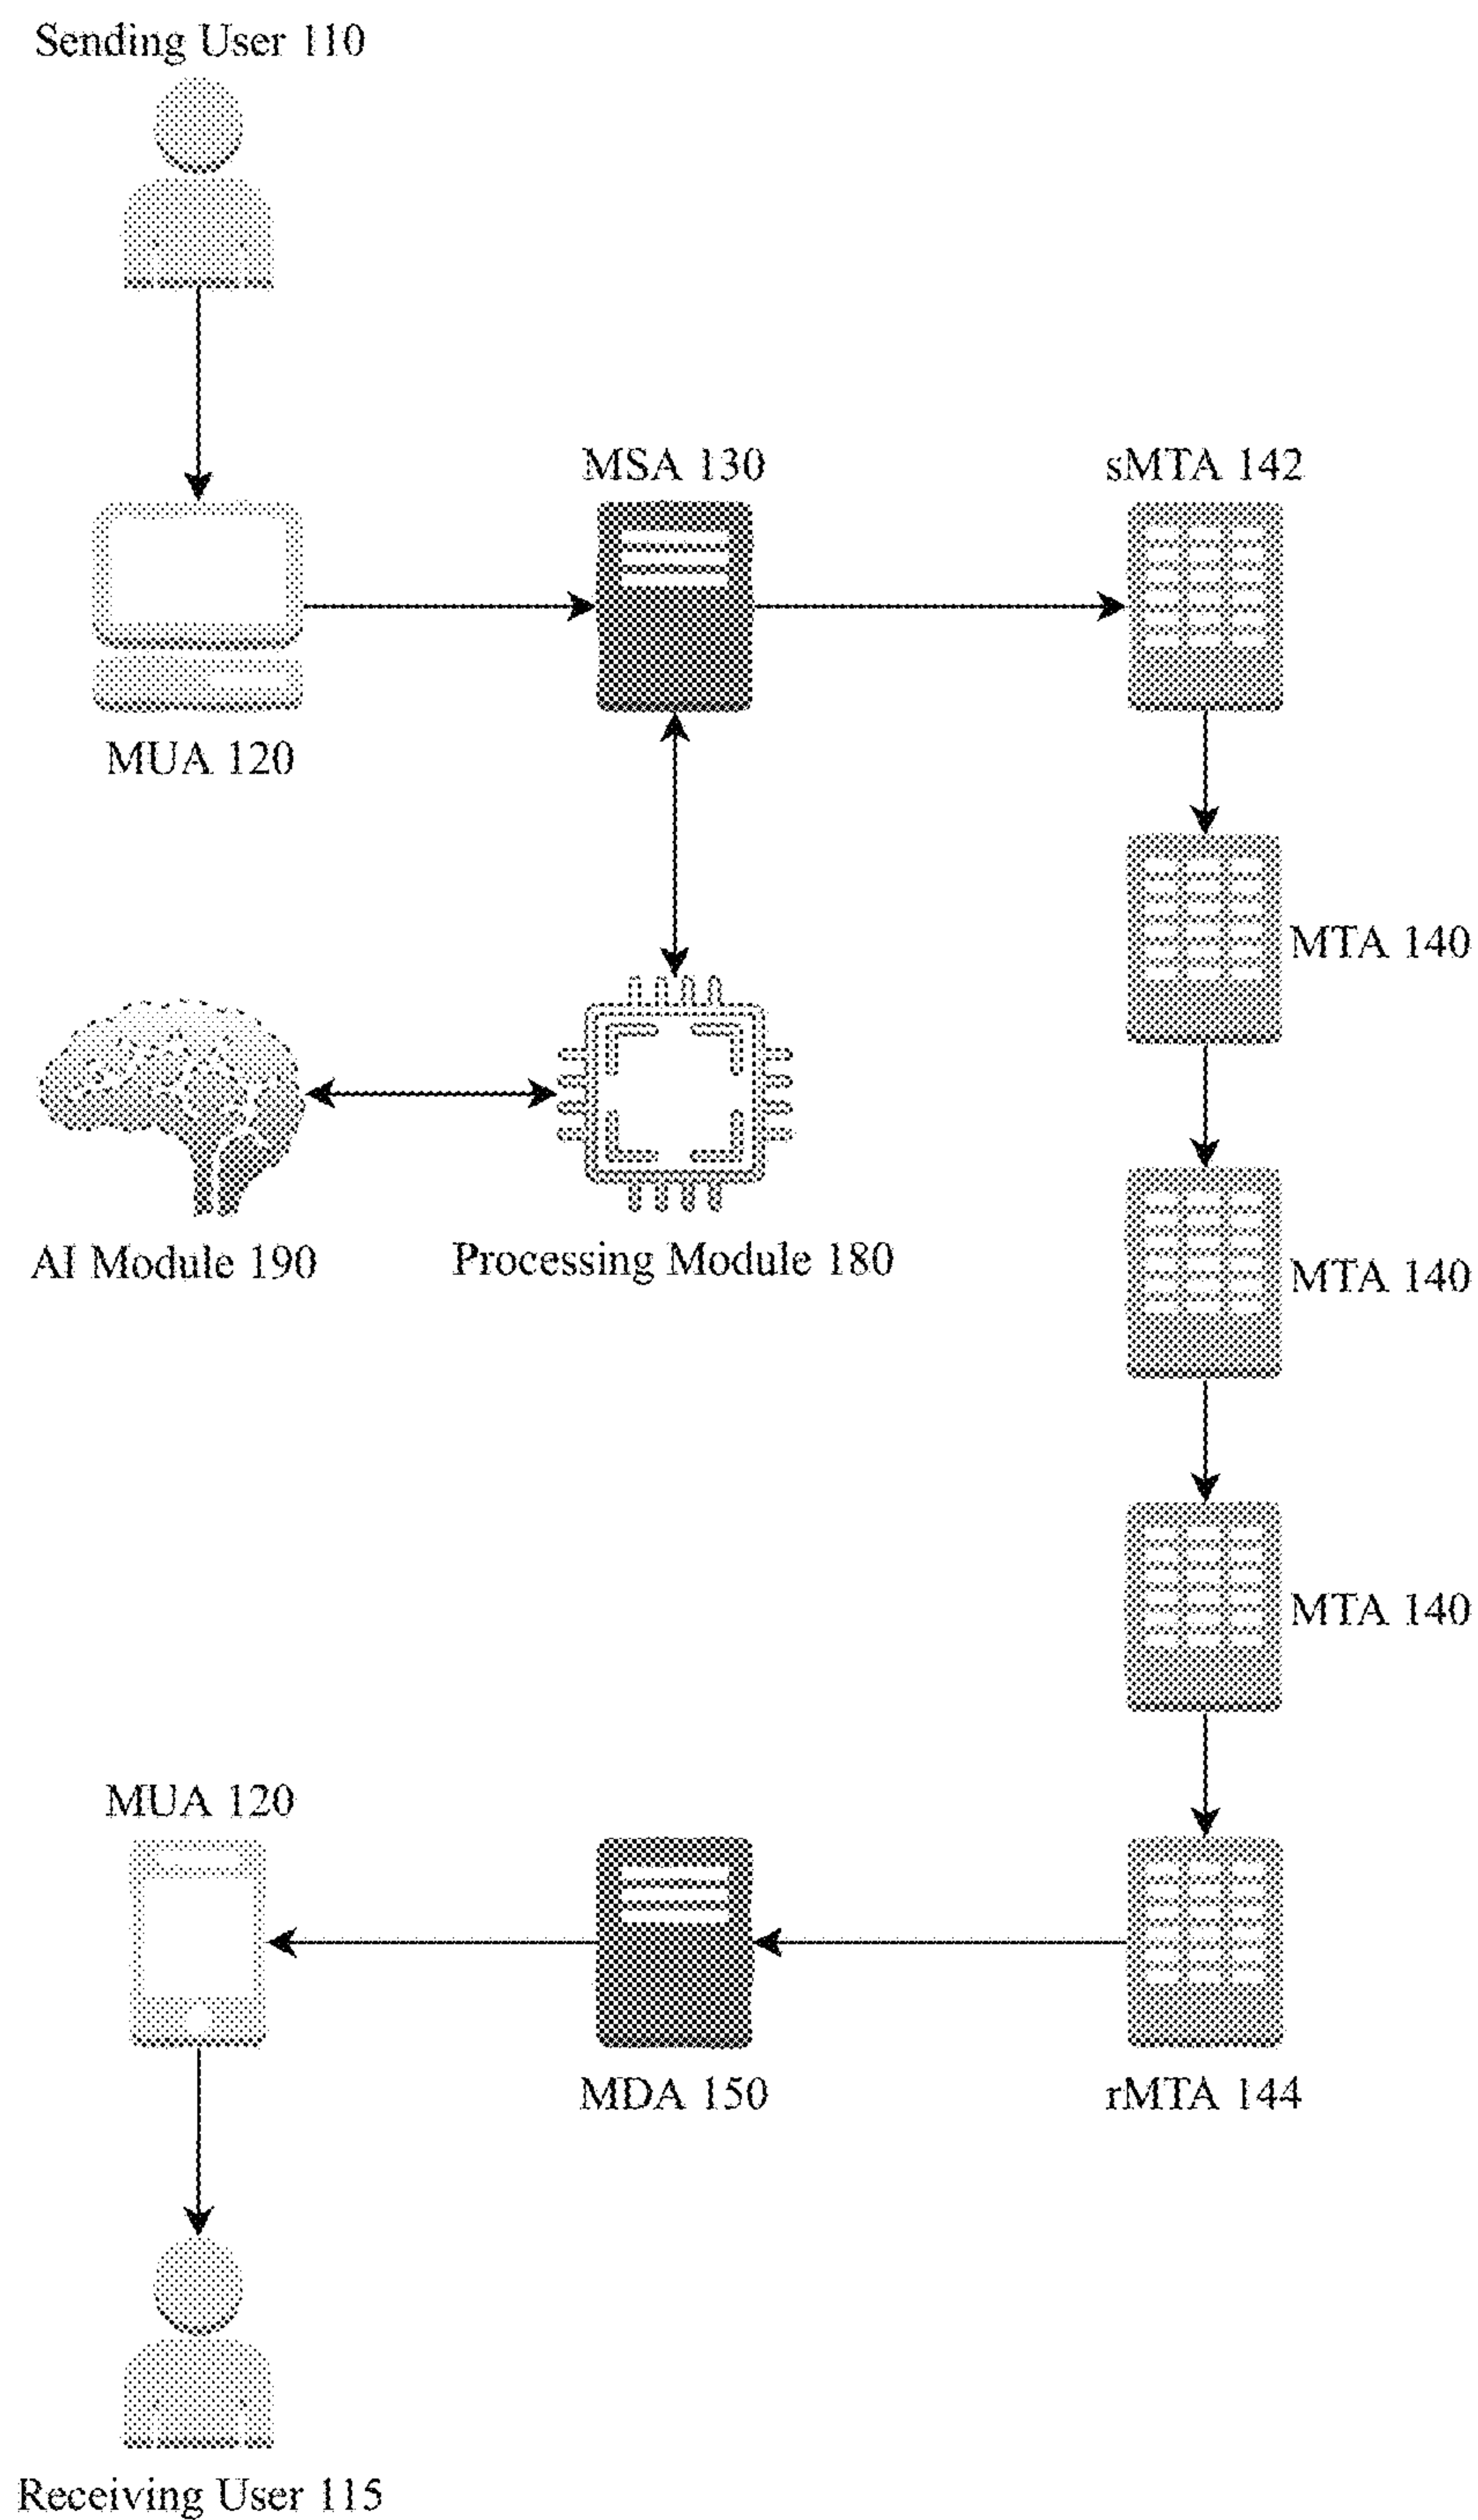 Sending User 110
MSA 130
sMTA 142
MUA 120
MTA 140
AI Module 190
Processing Module 180
MTA 140
MTA 140
MUA 120
MDA 150
rMTA 144
Receiving User 115